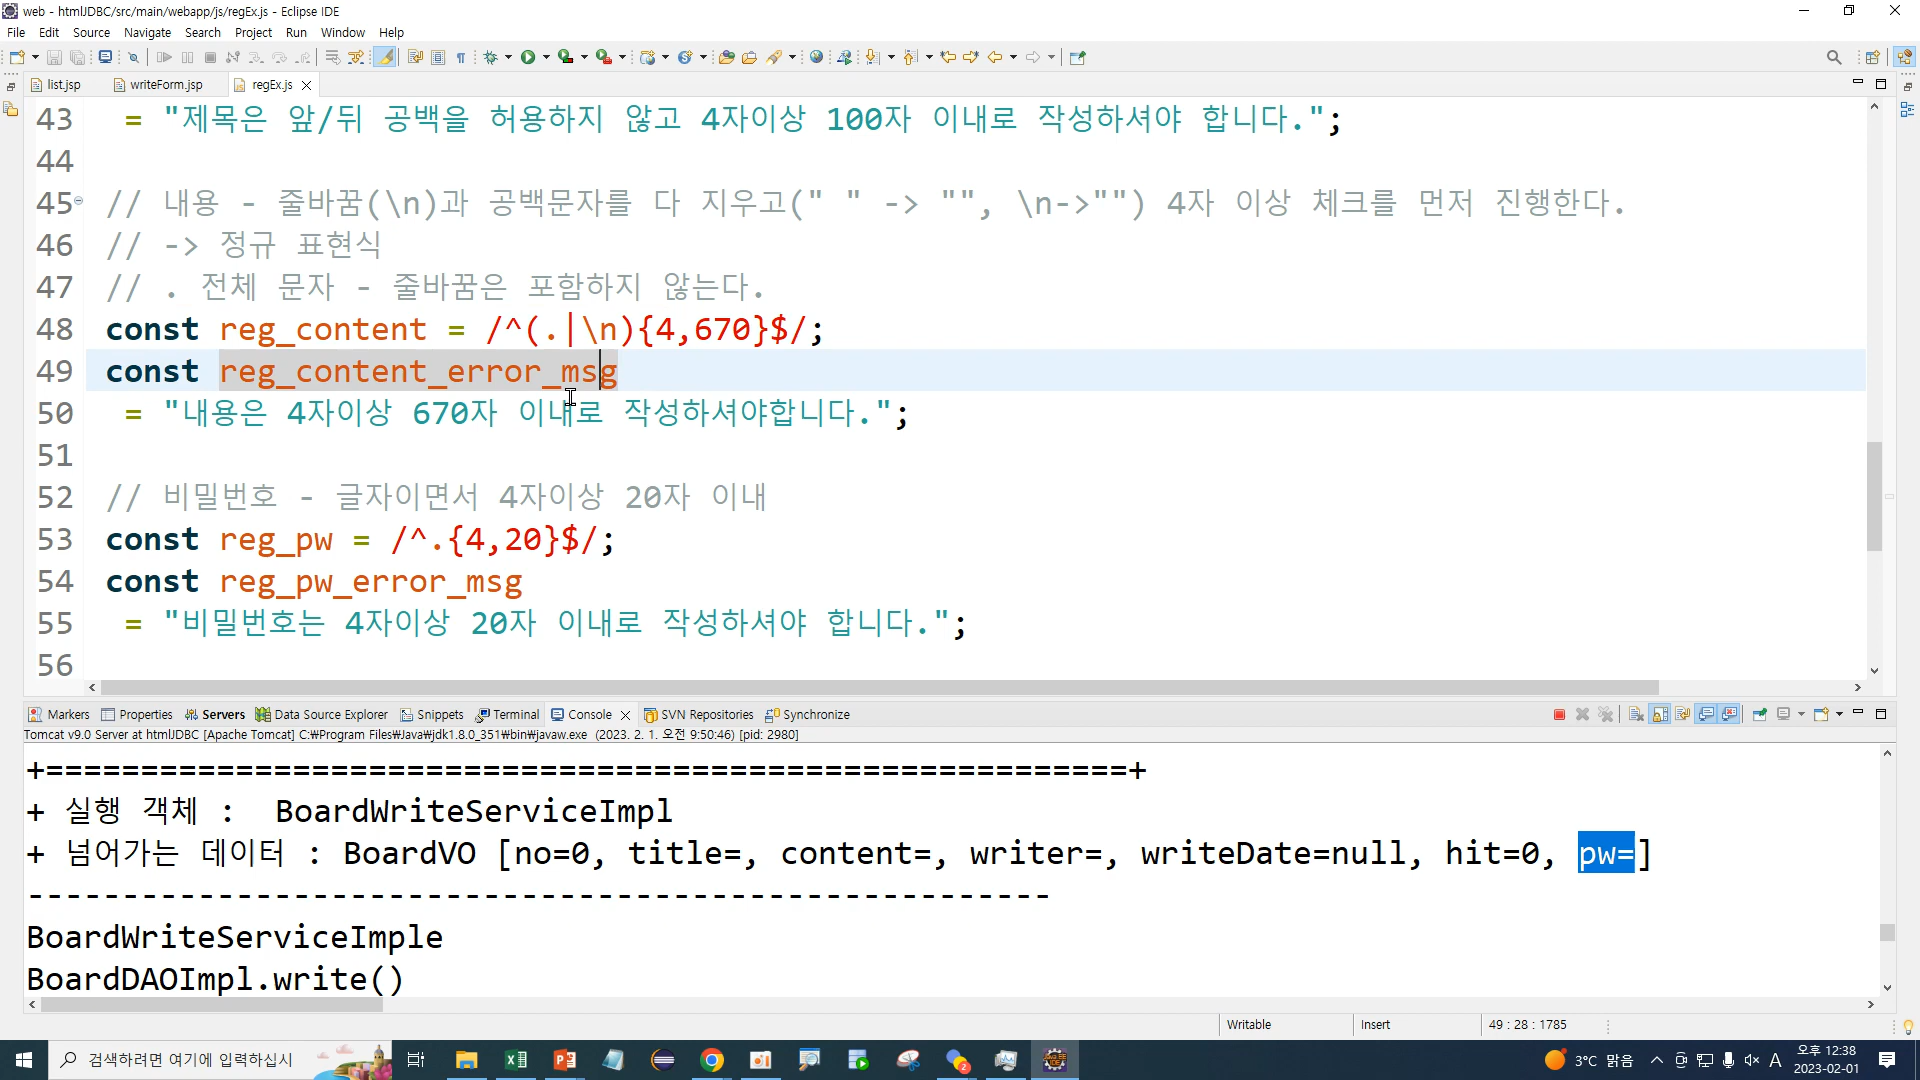 web - htmlJDBC/src/main/webapp/js/regEx.js - Eclipse IDE
File Edit Source Navigate Search Project Run Window Help
list.jsp writeForm.jsp regEx.js
43 = "제목은 앞/뒤 공백을 허용하지 않고 4자이상 100자 이내로 작성하셔야 합니다.";
44
45 // 내용 - 줄바꿈(\n)과 공백문자를 다 지우고(" " -> "", \n->"") 4자 이상 체크를 먼저 진행한다.
46 // -> 정규 표현식
47 // . 전체 문자 - 줄바꿈은 포함하지 않는다.
48 const reg_content = /^(.|\n){4,670}$/;
49 const reg_content_error_msg
50 = "내용은 4자이상 670자 이내로 작성하셔야합니다.";
51
52 // 비밀번호 - 글자이면서 4자이상 20자 이내
53 const reg_pw = /^.{4,20}$/;
54 const reg_pw_error_msg
55 = "비밀번호는 4자이상 20자 이내로 작성하셔야 합니다.";
56
Markers Properties Servers Data Source Explorer Snippets Terminal Console SVN Repositories Synchronize
Tomcat v9.0 Server at htmlJDBC [Apache Tomcat] C:₩Program Files₩Java₩jdk1.8.0_351₩bin₩javaw.exe (2023. 2. 1. 오전 9:50:46) [pid: 2980]
+=========================================================+
+ 실행 객체 : BoardWriteServiceImpl
+ 넘어가는 데이터 : BoardVO [no=0, title=, content=, writer=, writeDate=null, hit=0, pw=]
------------------------------------------------------
BoardWriteServiceImple
BoardDAOImpl.write()
Writable Insert 49 : 28 : 1785
검색하려면 여기에 입력하십시
3°C 맑음
A
오후 12:38
2023-02-01